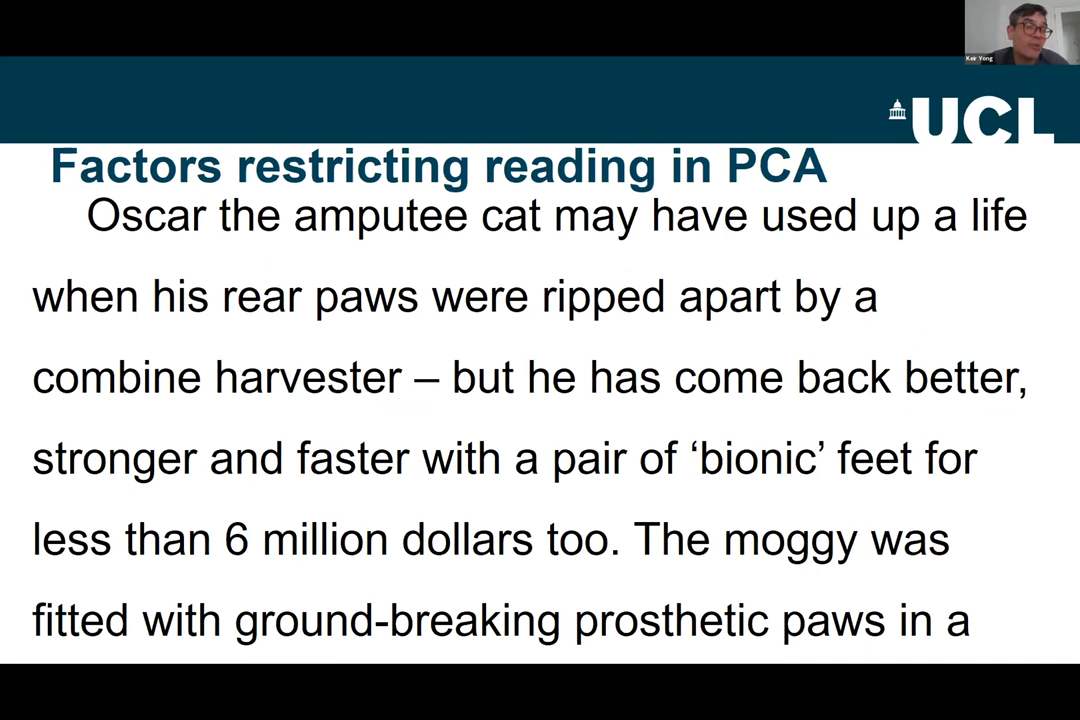 Keir Yong
UCL
Factors restricting reading in PCA
Oscar the amputee cat may have used up a life
when his rear paws were ripped apart by a
combine harvester – but he has come back better,
stronger and faster with a pair of ‘bionic’ feet for
less than 6 million dollars too. The moggy was
fitted with ground-breaking prosthetic paws in a